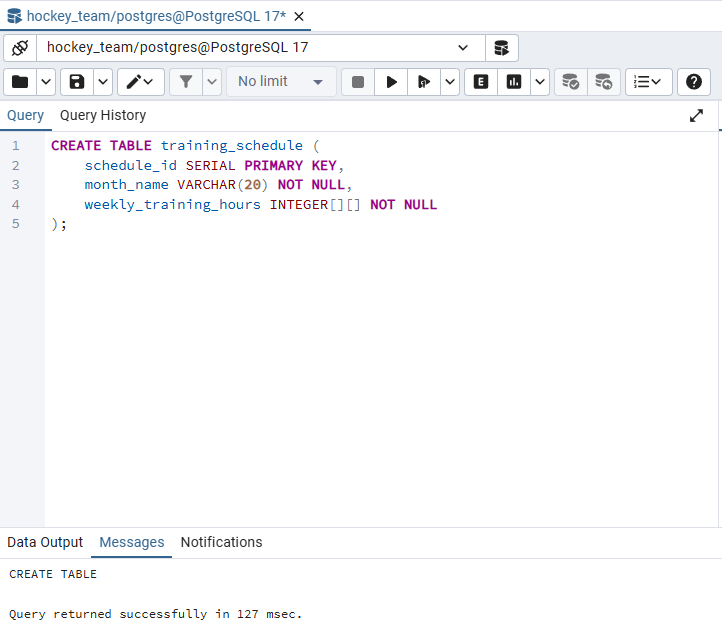 hockey_team/postgres@PostgreSQL 17*
hockey_team/postgres@PostgreSQL 17
No limit
E
Query Query History
1 CREATE TABLE training_schedule (
2 schedule_id SERIAL PRIMARY KEY,
3 month_name VARCHAR(20) NOT NULL,
4 weekly_training_hours INTEGER[][] NOT NULL
5 );
Data Output Messages Notifications
CREATE TABLE
Query returned successfully in 127 msec.